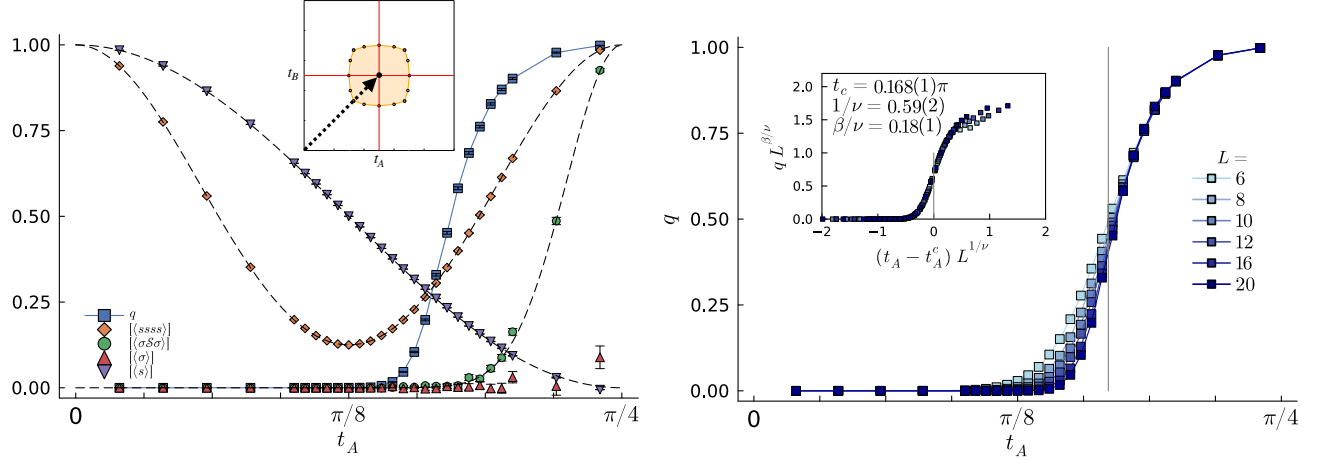 1.00
0.75
0.50
0.25
0.00
0
π/8
π/4
t_A
q
[⟨ssss⟩]
[⟨σSσ⟩]
[⟨σ⟩]
[⟨s⟩]
t_B
t_A
1.00
0.75
0.50
0.25
0.00
q
0
π/8
π/4
t_A
t_c = 0.168(1)π
1/ν = 0.59(2)
β/ν = 0.18(1)
2.0
1.5
1.0
0.5
0.0
q L^{β/ν}
−2
−1
0
1
2
(t_A − t_A^c) L^{1/ν}
L =
6
8
10
12
16
20